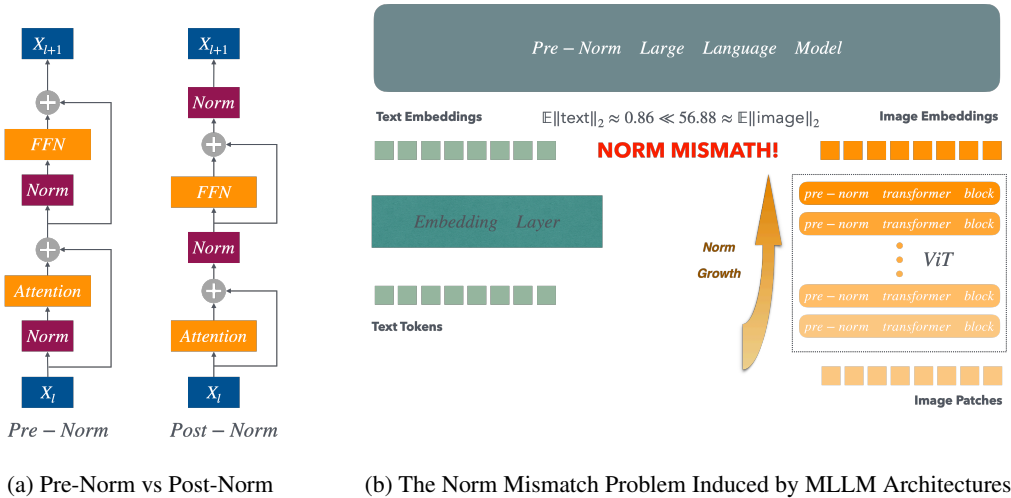 X_{l+1}
FFN
Norm
Attention
Norm
X_l
Pre − Norm
X_{l+1}
Norm
FFN
Norm
Attention
X_l
Post − Norm
(a) Pre-Norm vs Post-Norm
Pre − Norm Large Language Model
Text Embeddings
𝔼‖text‖₂ ≈ 0.86 ≪ 56.88 ≈ 𝔼‖image‖₂
Image Embeddings
NORM MISMATH!
Embedding Layer
Text Tokens
Norm
Growth
pre − norm transformer block
pre − norm transformer block
ViT
pre − norm transformer block
pre − norm transformer block
Image Patches
(b) The Norm Mismatch Problem Induced by MLLM Architectures